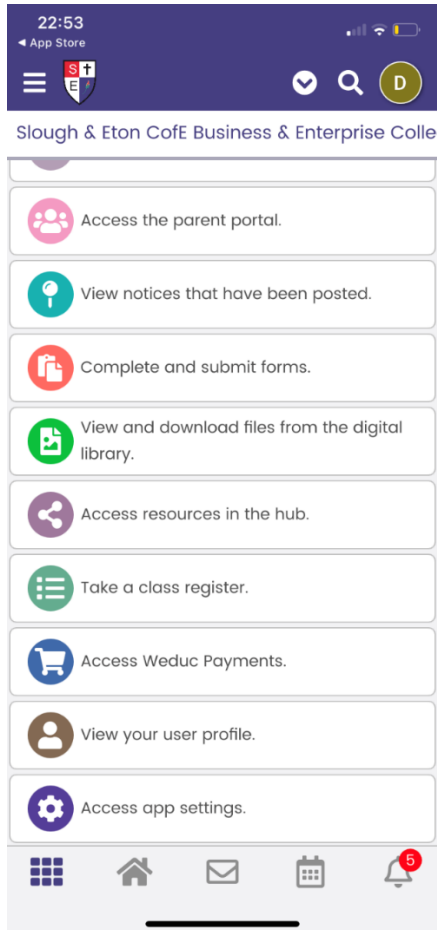 22:53
◀ App Store
S
E
D
Slough & Eton CofE Business & Enterprise Colle
Access the parent portal.
View notices that have been posted.
Complete and submit forms.
View and download files from the digital
library.
Access resources in the hub.
Take a class register.
Access Weduc Payments.
View your user profile.
Access app settings.
5